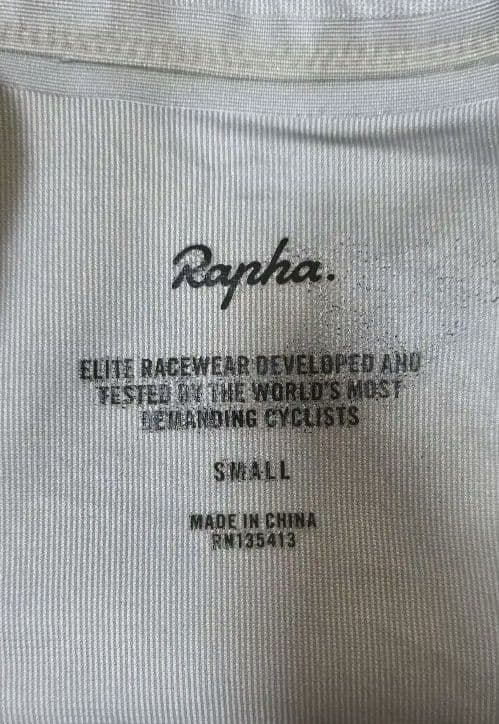 Rapha.
ELITE RACEWEAR DEVELOPED AND
TESTED BY THE WORLD'S MOST
DEMANDING CYCLISTS
SMALL
MADE IN CHINA
RN135413